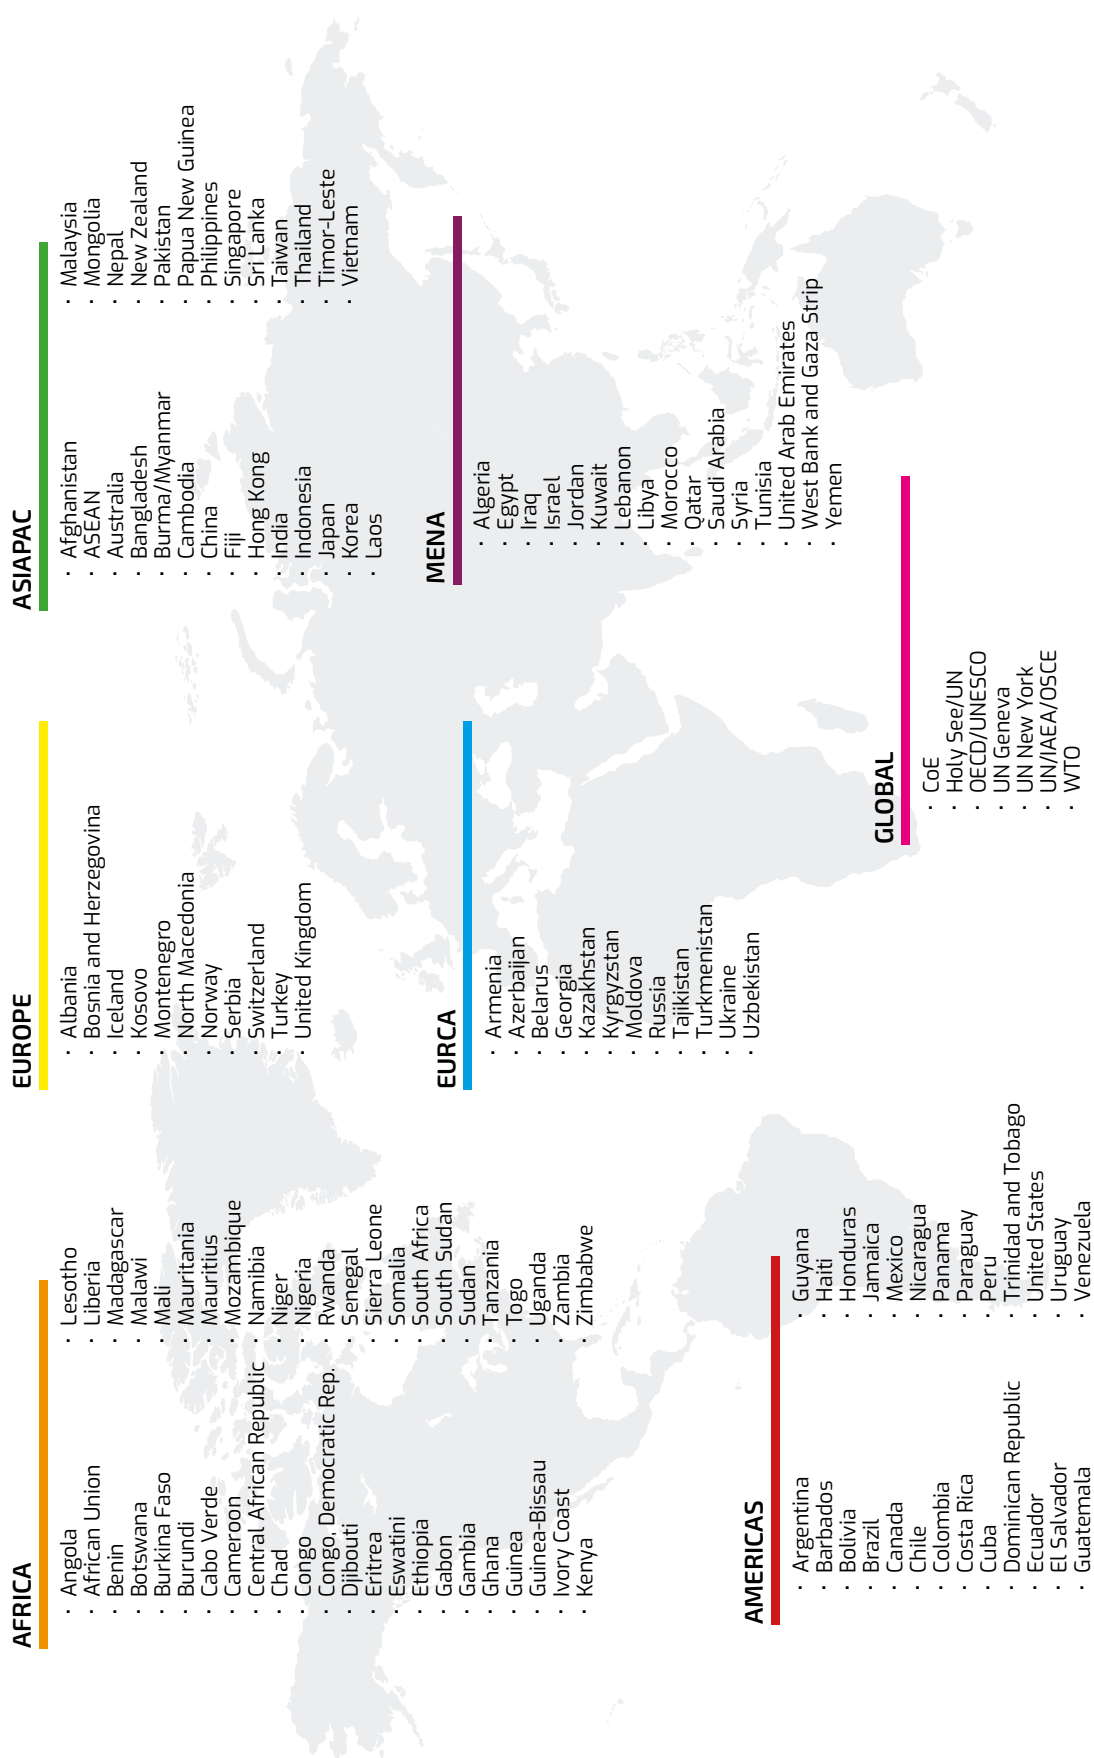 AFRICA
· Angola
· African Union
· Benin
· Botswana
· Burkina Faso
· Burundi
· Cabo Verde
· Cameroon
· Central African Republic
· Chad
· Congo
· Congo, Democratic Rep.
· Djibouti
· Eritrea
· Eswatini
· Ethiopia
· Gabon
· Gambia
· Ghana
· Guinea
· Guinea-Bissau
· Ivory Coast
· Kenya
· Lesotho
· Liberia
· Madagascar
· Malawi
· Mali
· Mauritania
· Mauritius
· Mozambique
· Namibia
· Niger
· Nigeria
· Rwanda
· Senegal
· Sierra Leone
· Somalia
· South Africa
· South Sudan
· Sudan
· Tanzania
· Togo
· Uganda
· Zambia
· Zimbabwe
EUROPE
· Albania
· Bosnia and Herzegovina
· Iceland
· Kosovo
· Montenegro
· North Macedonia
· Norway
· Serbia
· Switzerland
· Turkey
· United Kingdom
ASIAPAC
· Afghanistan
· ASEAN
· Australia
· Bangladesh
· Burma/Myanmar
· Cambodia
· China
· Fiji
· Hong Kong
· India
· Indonesia
· Japan
· Korea
· Laos
· Malaysia
· Mongolia
· Nepal
· New Zealand
· Pakistan
· Papua New Guinea
· Philippines
· Singapore
· Sri Lanka
· Taiwan
· Thailand
· Timor-Leste
· Vietnam
EURCA
· Armenia
· Azerbaijan
· Belarus
· Georgia
· Kazakhstan
· Kyrgyzstan
· Moldova
· Russia
· Tajikistan
· Turkmenistan
· Ukraine
· Uzbekistan
MENA
· Algeria
· Egypt
· Iraq
· Israel
· Jordan
· Kuwait
· Lebanon
· Libya
· Morocco
· Qatar
· Saudi Arabia
· Syria
· Tunisia
· United Arab Emirates
· West Bank and Gaza Strip
· Yemen
AMERICAS
· Argentina
· Barbados
· Bolivia
· Brazil
· Canada
· Chile
· Colombia
· Costa Rica
· Cuba
· Dominican Republic
· Ecuador
· El Salvador
· Guatemala
· Guyana
· Haiti
· Honduras
· Jamaica
· Mexico
· Nicaragua
· Panama
· Paraguay
· Peru
· Trinidad and Tobago
· United States
· Uruguay
· Venezuela
GLOBAL
· CoE
· Holy See/UN
· OECD/UNESCO
· UN Geneva
· UN New York
· UN/IAEA/OSCE
· WTO